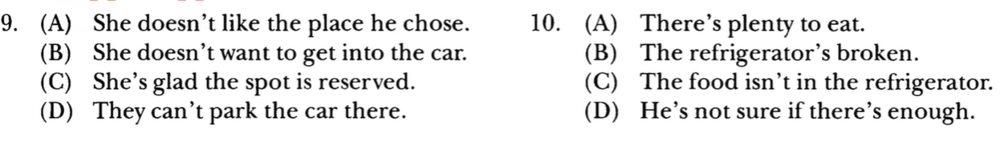 9. (A) She doesn't like the place he chose.
(B) She doesn't want to get into the car.
(C) She's glad the spot is reserved.
(D) They can't park the car there.
10. (A) There's plenty to eat.
(B) The refrigerator's broken.
(C) The food isn't in the refrigerator.
(D) He's not sure if there's enough.